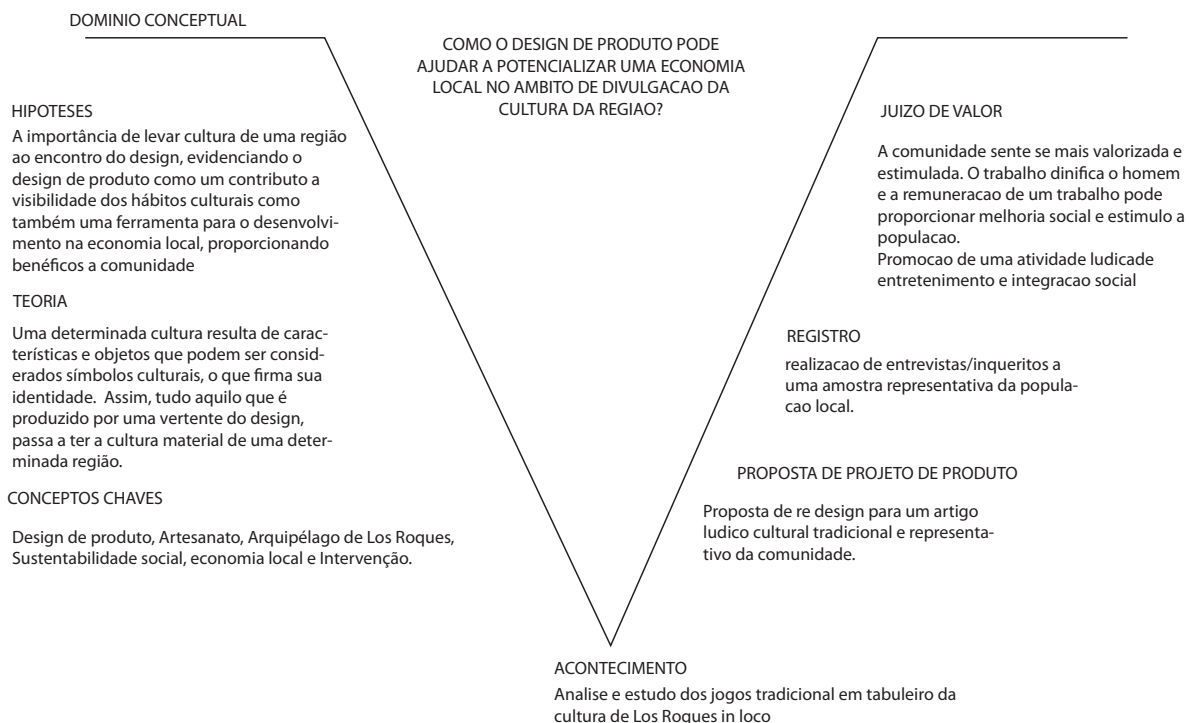 DOMINIO CONCEPTUAL
COMO O DESIGN DE PRODUTO PODE
AJUDAR A POTENCIALIZAR UMA ECONOMIA
LOCAL NO AMBITO DE DIVULGACAO DA
CULTURA DA REGIAO?
HIPOTESES
A importância de levar cultura de uma região
ao encontro do design, evidenciando o
design de produto como um contributo a
visibilidade dos hábitos culturais como
também uma ferramenta para o desenvolvi-
mento na economia local, proporcionando
benéficos a comunidade
TEORIA
Uma determinada cultura resulta de carac-
terísticas e objetos que podem ser consid-
erados símbolos culturais, o que firma sua
identidade. Assim, tudo aquilo que é
produzido por uma vertente do design,
passa a ter a cultura material de uma deter-
minada região.
CONCEPTOS CHAVES
Design de produto, Artesanato, Arquipélago de Los Roques,
Sustentabilidade social, economia local e Intervenção.
JUIZO DE VALOR
A comunidade sente se mais valorizada e
estimulada. O trabalho dinifica o homem
e a remuneracao de um trabalho pode
proporcionar melhoria social e estimulo a
populacao.
Promocao de uma atividade ludicade
entretenimento e integracao social
REGISTRO
realizacao de entrevistas/inqueritos a
uma amostra representativa da popula-
cao local.
PROPOSTA DE PROJETO DE PRODUTO
Proposta de re design para um artigo
ludico cultural tradicional e representa-
tivo da comunidade.
ACONTECIMENTO
Analise e estudo dos jogos tradicional em tabuleiro da
cultura de Los Roques in loco